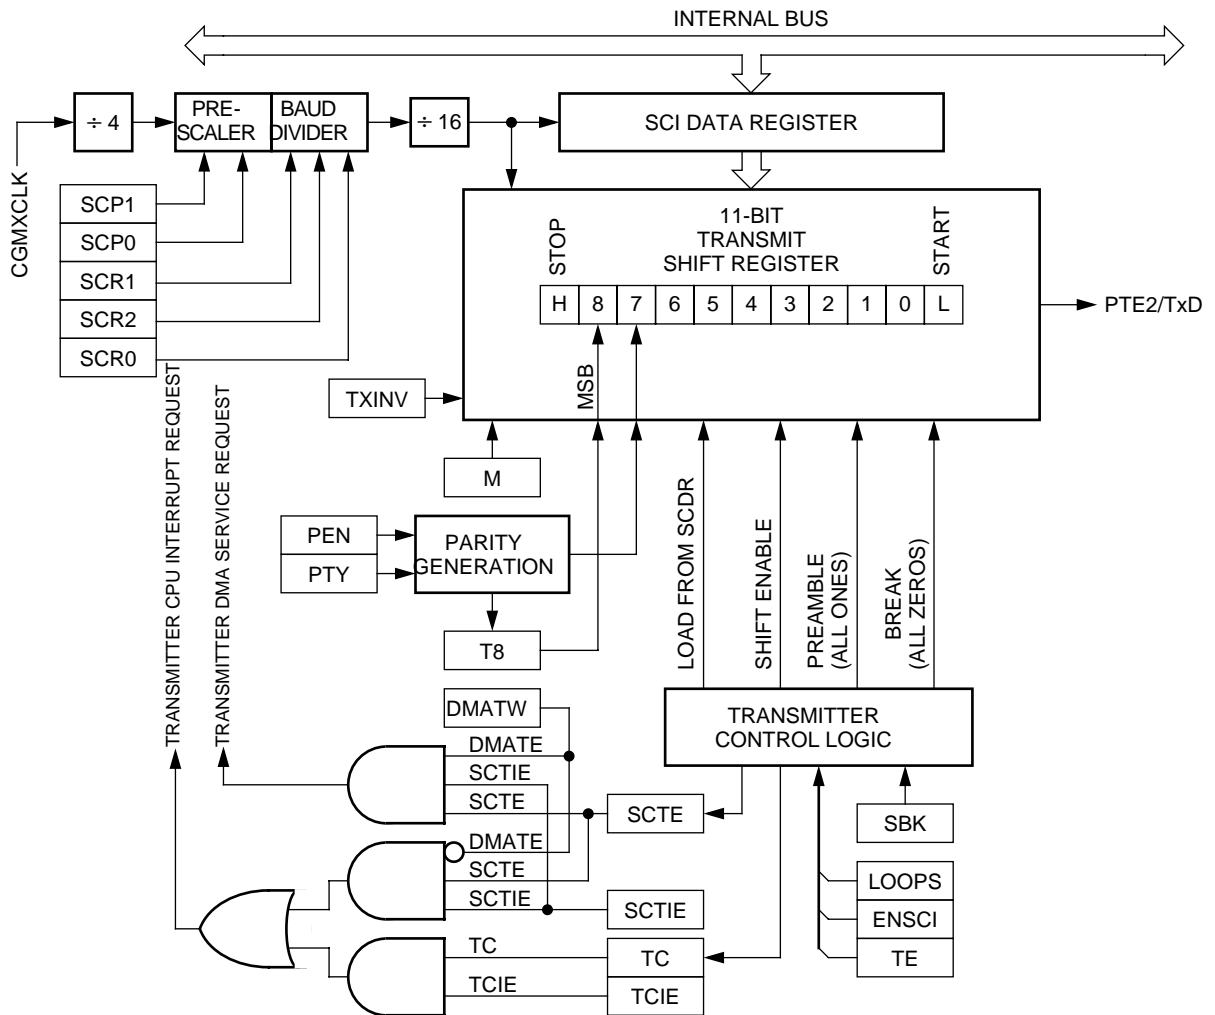 INTERNAL BUS
÷ 4
PRE-
SCALER
BAUD
DIVIDER
÷ 16
SCI DATA REGISTER
CGMXCLK
SCP1
SCP0
SCR1
SCR2
SCR0
11-BIT
TRANSMIT
SHIFT REGISTER
STOP
START
H 8 7 6 5 4 3 2 1 0 L
PTE2/TxD
TXINV
MSB
M
TRANSMITTER CPU INTERRUPT REQUEST
TRANSMITTER DMA SERVICE REQUEST
PEN
PTY
PARITY
GENERATION
T8
LOAD FROM SCDR
SHIFT ENABLE
PREAMBLE
(ALL ONES)
BREAK
(ALL ZEROS)
DMATW
TRANSMITTER
CONTROL LOGIC
DMATE
SCTIE
SCTE
SCTE
SBK
DMATE
SCTE
SCTIE
SCTIE
LOOPS
ENSCI
TE
TC
TC
TCIE
TCIE